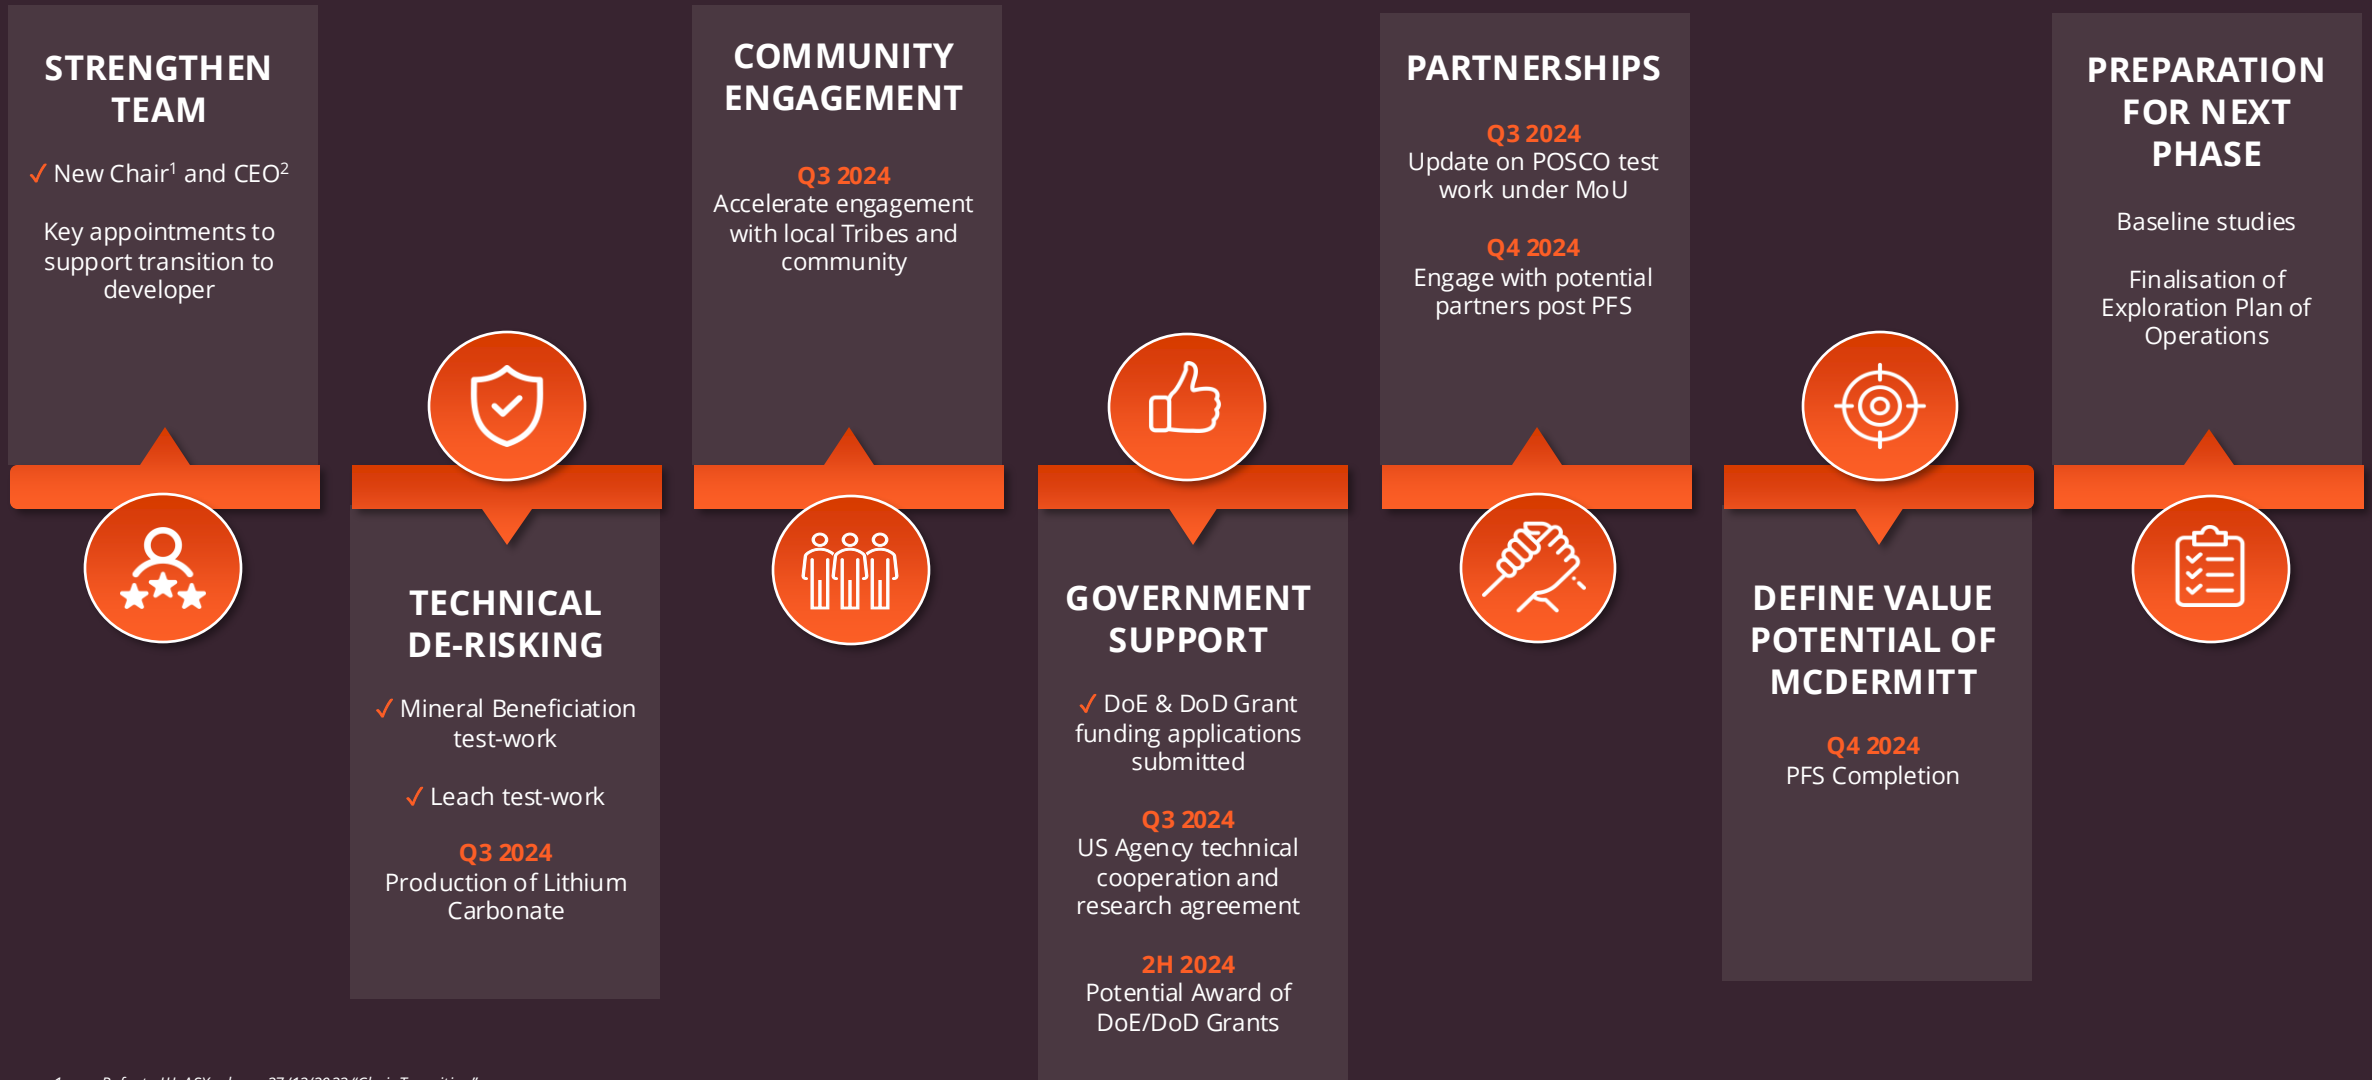 STRENGTHEN
TEAM
✓ New Chair¹ and CEO²
Key appointments to
support transition to
developer
TECHNICAL
DE-RISKING
✓ Mineral Beneficiation
test-work
✓ Leach test-work
Q3 2024
Production of Lithium
Carbonate
COMMUNITY
ENGAGEMENT
Q3 2024
Accelerate engagement
with local Tribes and
community
GOVERNMENT
SUPPORT
✓ DoE & DoD Grant
funding applications
submitted
Q3 2024
US Agency technical
cooperation and
research agreement
2H 2024
Potential Award of
DoE/DoD Grants
PARTNERSHIPS
Q3 2024
Update on POSCO test
work under MoU
Q4 2024
Engage with potential
partners post PFS
DEFINE VALUE
POTENTIAL OF
MCDERMITT
Q4 2024
PFS Completion
PREPARATION
FOR NEXT
PHASE
Baseline studies
Finalisation of
Exploration Plan of
Operations